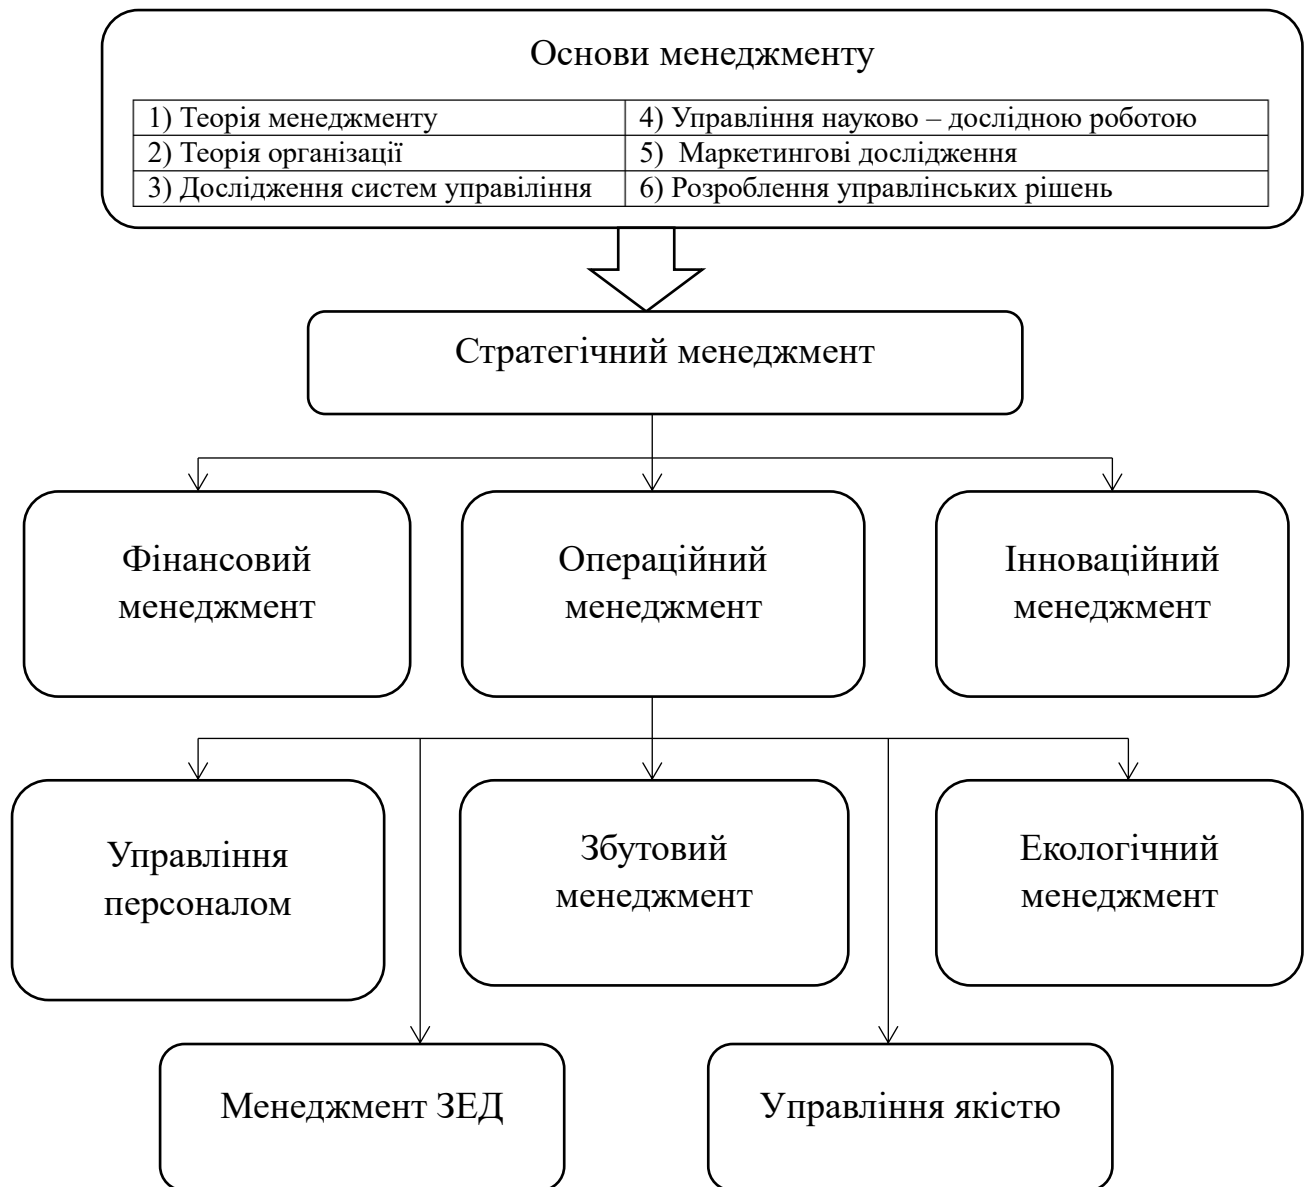 Основи менеджменту
1) Теорія менеджменту
4) Управління науково – дослідною роботою
2) Теорія організації
5) Маркетингові дослідження
3) Дослідження систем управіління
6) Розроблення управлінських рішень
Стратегічний менеджмент
Фінансовий
менеджмент
Операційний
менеджмент
Інноваційний
менеджмент
Управління
персоналом
Збутовий
менеджмент
Екологічний
менеджмент
Менеджмент ЗЕД
Управління якістю